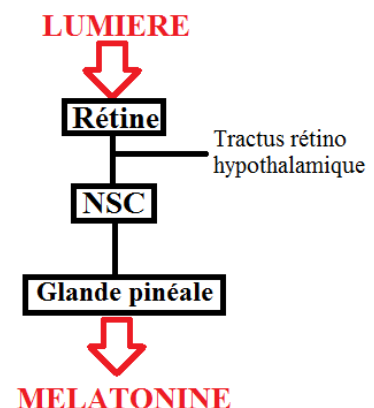 LUMIERE
Rétine
Tractus rétino
hypothalamique
NSC
Glande pinéale
MELATONINE